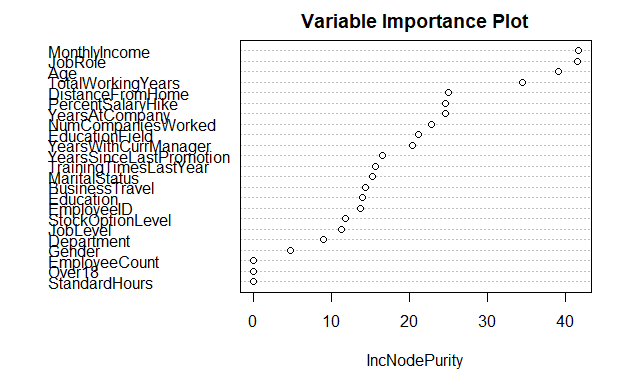 Variable Importance Plot
MonthlyIncome
JobRole
Age
TotalWorkingYears
DistanceFromHome
PercentSalaryHike
YearsAtCompany
NumCompaniesWorked
EducationField
YearsWithCurrManager
YearsSinceLastPromotion
TrainingTimesLastYear
MaritalStatus
BusinessTravel
Education
EmployeeID
StockOptionLevel
JobLevel
Department
Gender
EmployeeCount
Over18
StandardHours
0 10 20 30 40
IncNodePurity